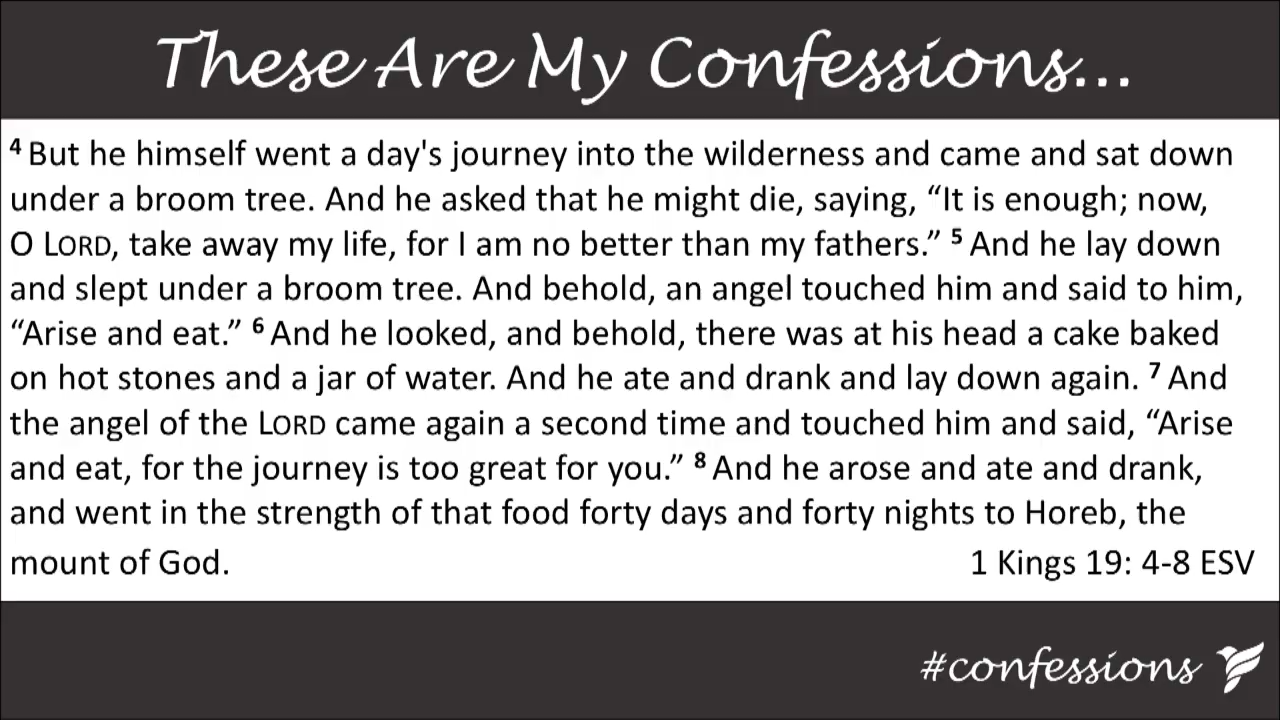 These Are My Confessions...
4 But he himself went a day's journey into the wilderness and came and sat down
under a broom tree. And he asked that he might die, saying, “It is enough; now,
O LORD, take away my life, for I am no better than my fathers.” 5 And he lay down
and slept under a broom tree. And behold, an angel touched him and said to him,
“Arise and eat.” 6 And he looked, and behold, there was at his head a cake baked
on hot stones and a jar of water. And he ate and drank and lay down again. 7 And
the angel of the LORD came again a second time and touched him and said, “Arise
and eat, for the journey is too great for you.” 8 And he arose and ate and drank,
and went in the strength of that food forty days and forty nights to Horeb, the
mount of God. 1 Kings 19: 4-8 ESV
#confessions